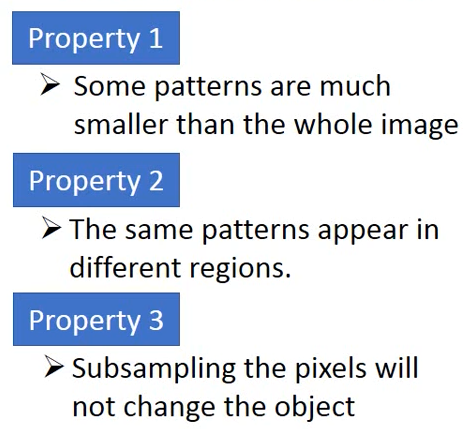 Property 1
➢ Some patterns are much
smaller than the whole image
Property 2
➢ The same patterns appear in
different regions.
Property 3
➢ Subsampling the pixels will
not change the object